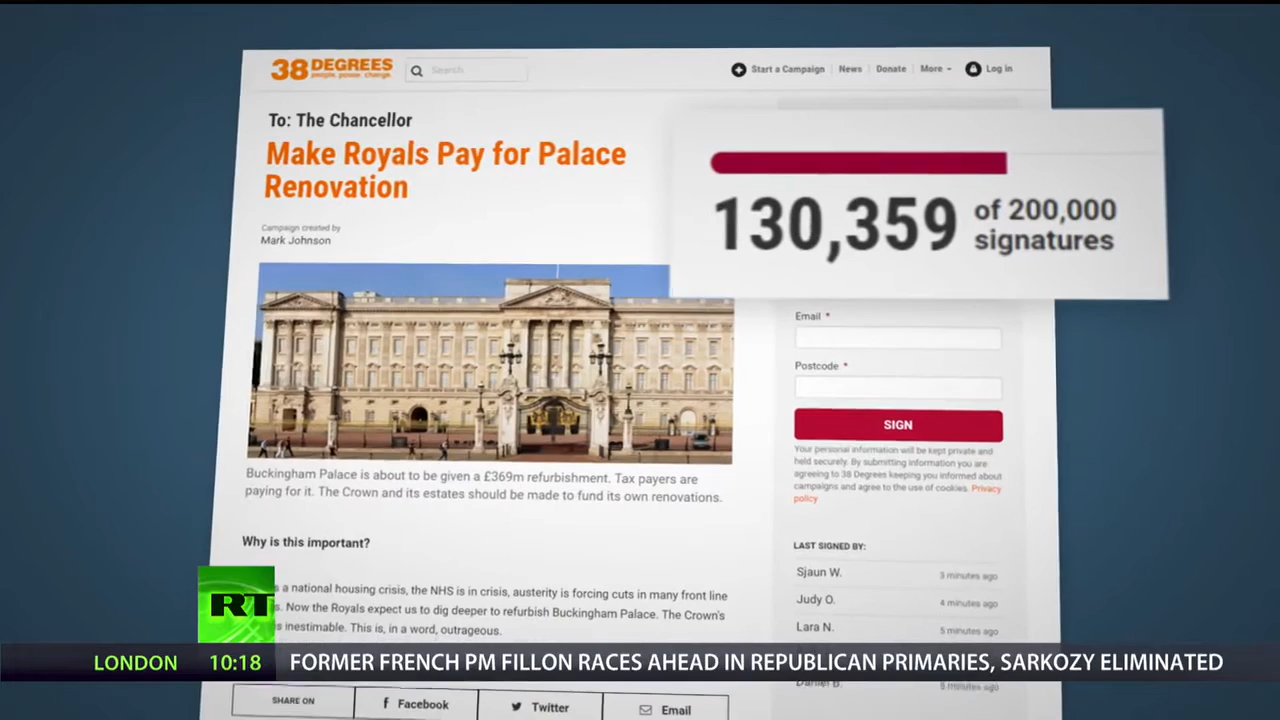 38 DEGREES
people. power. change.
Search
Start a Campaign
News
Donate
More
Log in
To: The Chancellor
Make Royals Pay for Palace
Renovation
Campaign created by
Mark Johnson
130,359
of 200,000
signatures
Buckingham Palace is about to be given a £369m refurbishment. Tax payers are
paying for it. The Crown and its estates should be made to fund its own renovations.
Why is this important?
a national housing crisis, the NHS is in crisis, austerity is forcing cuts in many front line
Now the Royals expect us to dig deeper to refurbish Buckingham Palace. The Crown's
inestimable. This is, in a word, outrageous.
SHARE ON
Facebook
Twitter
Email
Email *
Postcode *
SIGN
Your personal information will be kept private and
held securely. By submitting information you are
agreeing to 38 Degrees keeping you informed about
campaigns and agree to the use of cookies. Privacy
policy
LAST SIGNED BY:
Sjaun W.
3 minutes ago
Judy O.
4 minutes ago
Lara N.
5 minutes ago
Daniel B.
minutes ago
RT
LONDON 10:18 FORMER FRENCH PM FILLON RACES AHEAD IN REPUBLICAN PRIMARIES, SARKOZY ELIMINATED